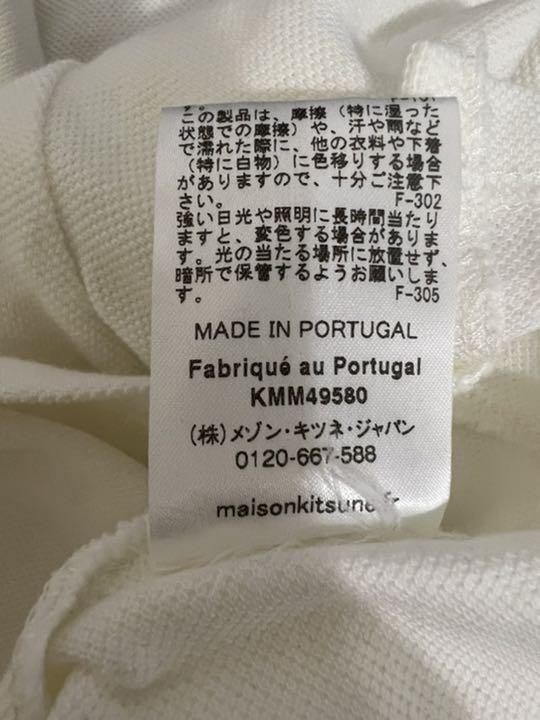 この製品は、摩擦（特に湿った
状態での摩擦）や、汗や雨など
で濡れた際に、他の衣料や下着
（特に白物）に色移りする場合
がありますので、十分ご注意下
さい。 F-302
強い日光や照明に長時間当たり
ますと、変色する場合がありま
す。光の当たる場所に放置せず、
暗所で保管するようお願いしま
す。 F-305
MADE IN PORTUGAL
Fabriqué au Portugal
KMM49580
（株）メゾン・キツネ・ジャパン
0120-667-588
maisonkitsune.fr